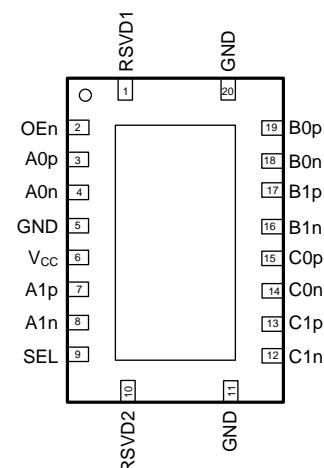 RSVD1
GND
1
20
OEn 2
19 B0p
A0p 3
18 B0n
A0n 4
17 B1p
GND 5
16 B1n
VCC 6
15 C0p
A1p 7
14 C0n
A1n 8
13 C1p
SEL 9
12 C1n
10
11
RSVD2
GND